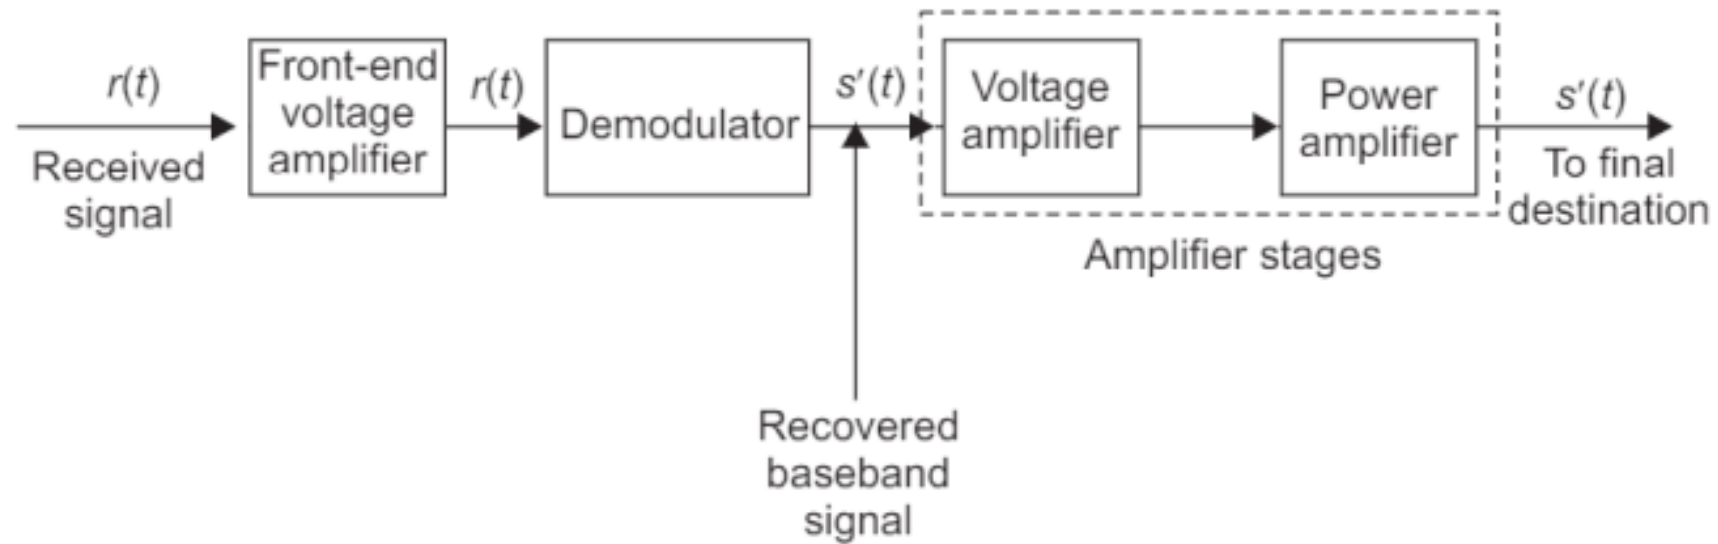 r(t)
Received
signal
Front-end
voltage
amplifier
r(t)
Demodulator
s′(t)
Recovered
baseband
signal
Voltage
amplifier
Power
amplifier
Amplifier stages
s′(t)
To final
destination